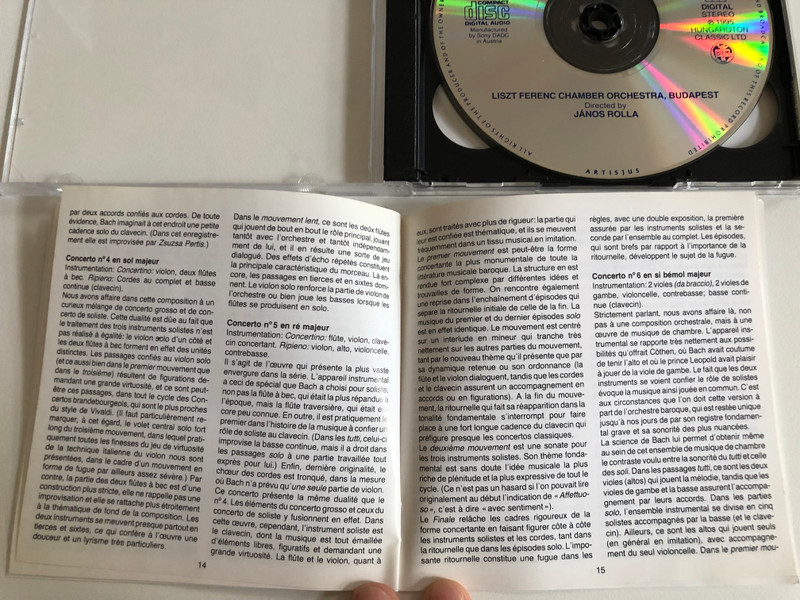 COMPACT
disc
DIGITAL AUDIO
Manufactured
by Sony DADC
in Austria
DIGITAL
STEREO
℗ 1995
HUNGAROTON
CLASSIC LTD
LISZT FERENC CHAMBER ORCHESTRA, BUDAPEST
Directed by
JÁNOS ROLLA
ALL RIGHTS OF THE PRODUCER AND OF THE OWNER
BROADCASTING OF THIS RECORD PROHIBITED
ARTISJUS
par deux accords confiés aux cordes. De toute
évidence, Bach imaginait à cet endroit une petite
cadence solo du clavecin. (Dans cet enregistre-
ment elle est improvisée par Zsuzsa Pertis.)
Concerto n° 4 en sol majeur
Instrumentation: Concertino: violon, deux flûtes
à bec. Ripieno: Cordes au complet et basse
continue (clavecin).
Nous avons affaire dans cette composition à un
curieux mélange de concerto grosso et de con-
certo de soliste. Cette dualité est dûe au fait que
le traitement des trois instruments solistes n'est
pas réalisé à égalité: le violon solo d'un côté et
les deux flûtes à bec forment en effet des unités
distinctes. Les passages confiés au violon solo
(et ce aussi bien dans le premier mouvement que
dans le troisième) résultent de figurations de-
mandant une grande virtuosité, et ce sont peut-
être ces passages, dans tout le cycle des Con-
certos brandebourgeois, qui sont le plus proches
du style de Vivaldi. (Il faut particulièrement re-
marquer, à cet égard, le volet central solo fort
long du troisième mouvement, dans lequel prati-
quement toutes les finesses du jeu de virtuosité
de la technique italienne du violon nous sont
présentées, dans le cadre d'un mouvement en
forme de fugue par ailleurs assez sévère.) Par
contre, la partie des deux flûtes à bec est d'une
construction plus stricte, elle ne rappelle pas une
improvisation et elle se rattache plus étroitement
à la thématique de fond de la composition. Les
deux instruments se meuvent presque partout en
tierces et sixtes, ce qui confère à l'œuvre une
douceur et un lyrisme très particuliers.
14
Dans le mouvement lent, ce sont les deux flûtes
qui jouent de bout en bout le rôle principal, jouant
tantôt avec l'orchestre et tantôt indépendam-
ment de lui, et il en résulte une sorte de jeu
dialogué. Des effets d'écho répétés constituent
la principale caractéristique du morceau. Là en-
core, les passages en tierces et en sixtes domi-
nent. Le violon solo renforce la partie de violon de
l'orchestre ou bien joue les basses lorsque les
flûtes se produisent en solo.
Concerto n° 5 en ré majeur
Instrumentation: Concertino: flûte, violon, clave-
cin concertant. Ripieno: violon, alto, violoncelle,
contrebasse.
Il s'agit de l'œuvre qui présente la plus vaste
envergure dans la série. L'appareil instrumental
a ceci de spécial que Bach a choisi pour soliste,
non pas la flûte à bec, qui était la plus répandue à
l'époque, mais la flûte traversière, qui était en-
core peu connue. En outre, il est pratiquement le
premier dans l'histoire de la musique à confier un
rôle de soliste au clavecin. (Dans les tutti, celui-ci
improvise la basse continue, mais il a droit dans
les passages solo à une partie travaillée tout
exprès pour lui.) Enfin, dernière originalité, le
chœur des cordes est tronqué, dans la mesure
où Bach n'a prévu qu'une seule partie de violon.
Ce concerto présente la même dualité que le
n° 4. Les éléments du concerto grosso et ceux du
concerto de soliste y fusionnent en effet. Dans
cette œuvre, cependant, l'instrument soliste est
le clavecin, dont la musique est tout émaillée
d'éléments libres, figuratifs et demandant une
grande virtuosité. La flûte et le violon, quant à
eux, sont traités avec plus de rigueur: la partie qui
leur est confiée est thématique, et ils se meuvent
fréquemment dans un tissu musical en imitation.
Le premier mouvement est peut-être la forme
concertante la plus monumentale de toute la
littérature musicale baroque. La structure en est
rendue fort complexe par différentes idées et
trouvailles de forme. On rencontre également
une reprise dans l'enchaînement d'épisodes qui
sépare la ritournelle initiale de celle de la fin. La
musique du premier et du dernier épisodes solo
est en effet identique. Le mouvement est centré
sur un interlude en mineur qui tranche très
nettement sur les autres parties du mouvement,
tant par le nouveau thème qu'il présente que par
sa dynamique retenue ou son ordonnance (la
flûte et le violon dialoguent, tandis que les cordes
et le clavecin assurent un accompagnement en
accords ou en figurations). A la fin du mouve-
ment, la ritournelle qui fait sa réapparition dans la
tonalité fondamentale s'interrompt pour faire
place à une fort longue cadence du clavecin qui
préfigure presque les concertos classiques.
Le deuxième mouvement est une sonate pour
les trois instruments solistes. Son thème fonda-
mental est sans doute l'idée musicale la plus
riche de plénitude et la plus expressive de tout le
cycle. (Ce n'est pas un hasard si l'on pouvait lire
originalement au début l'indication de « Affettuo-
so », c'est à dire « avec sentiment »).
Le Finale relâche les cadres rigoureux de la
forme concertante en faisant figurer côte à côte
les instruments solistes et les cordes, tant dans
la ritournelle que dans les épisodes solo. L'impo-
sante ritournelle constitue une fugue dans les
15
règles, avec une double exposition, la première
assurée par les instruments solistes et la se-
conde par l'ensemble au complet. Les épisodes,
qui sont brefs par rapport à l'importance de la
ritournelle, développent le sujet de la fugue.
Concerto n° 6 en si bémol majeur
Instrumentation: 2 violes (da braccio), 2 violes de
gambe, violoncelle, contrebasse; basse conti-
nue (clavecin).
Strictement parlant, nous avons affaire là, non
pas à une composition orchestrale, mais à une
œuvre de musique de chambre. L'appareil ins-
trumental se rapporte très nettement aux possi-
bilités qu'offrait Cöthen, où Bach avait coutume
de tenir l'alto et où le prince Leopold avait plaisir
à jouer de la viole de gambe. Le fait que les deux
instruments se voient confier le rôle de solistes
évoque la musique ainsi jouée en commun. C'est
aux circonstances que l'on doit cette version à
part de l'orchestre baroque, qui est restée unique
jusqu'à nos jours de par son registre fondamen-
tal grave et sa sonorité des plus nuancées.
La science de Bach lui permet d'obtenir même
au sein de cet ensemble de musique de chambre
le contraste voulu entre la sonorité du tutti et celle
des soli. Dans les passages tutti, ce sont les deux
violes (altos) qui jouent la mélodie, tandis que les
violes de gambe et la basse assurent l'accompa-
gnement par leurs accords. Dans les parties
solo, l'ensemble instrumental se divise en cinq
solistes accompagnés par la basse (et le clave-
cin). Ailleurs, ce sont les altos qui jouent seuls
(en général en imitation), avec accompagne-
ment du seul violoncelle. Dans le premier mou-